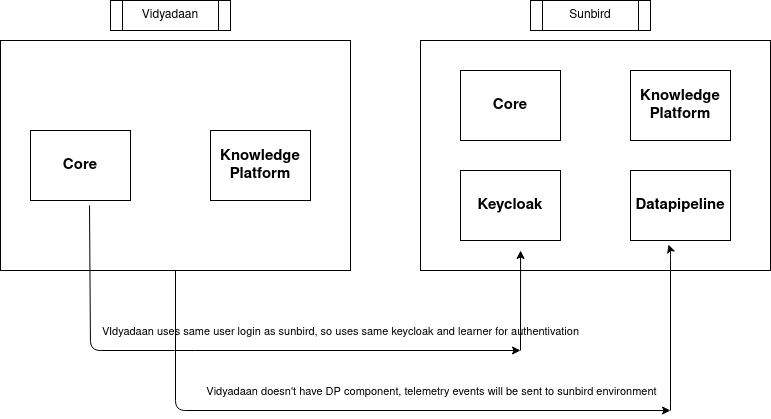 Vidyadaan
Sunbird
Core
Knowledge
Platform
Core
Knowledge
Platform
Keycloak
Datapipeline
VIdyadaan uses same user login as sunbird, so uses same keycloak and learner for authentivation
Vidyadaan doesn't have DP component, telemetry events will be sent to sunbird environment